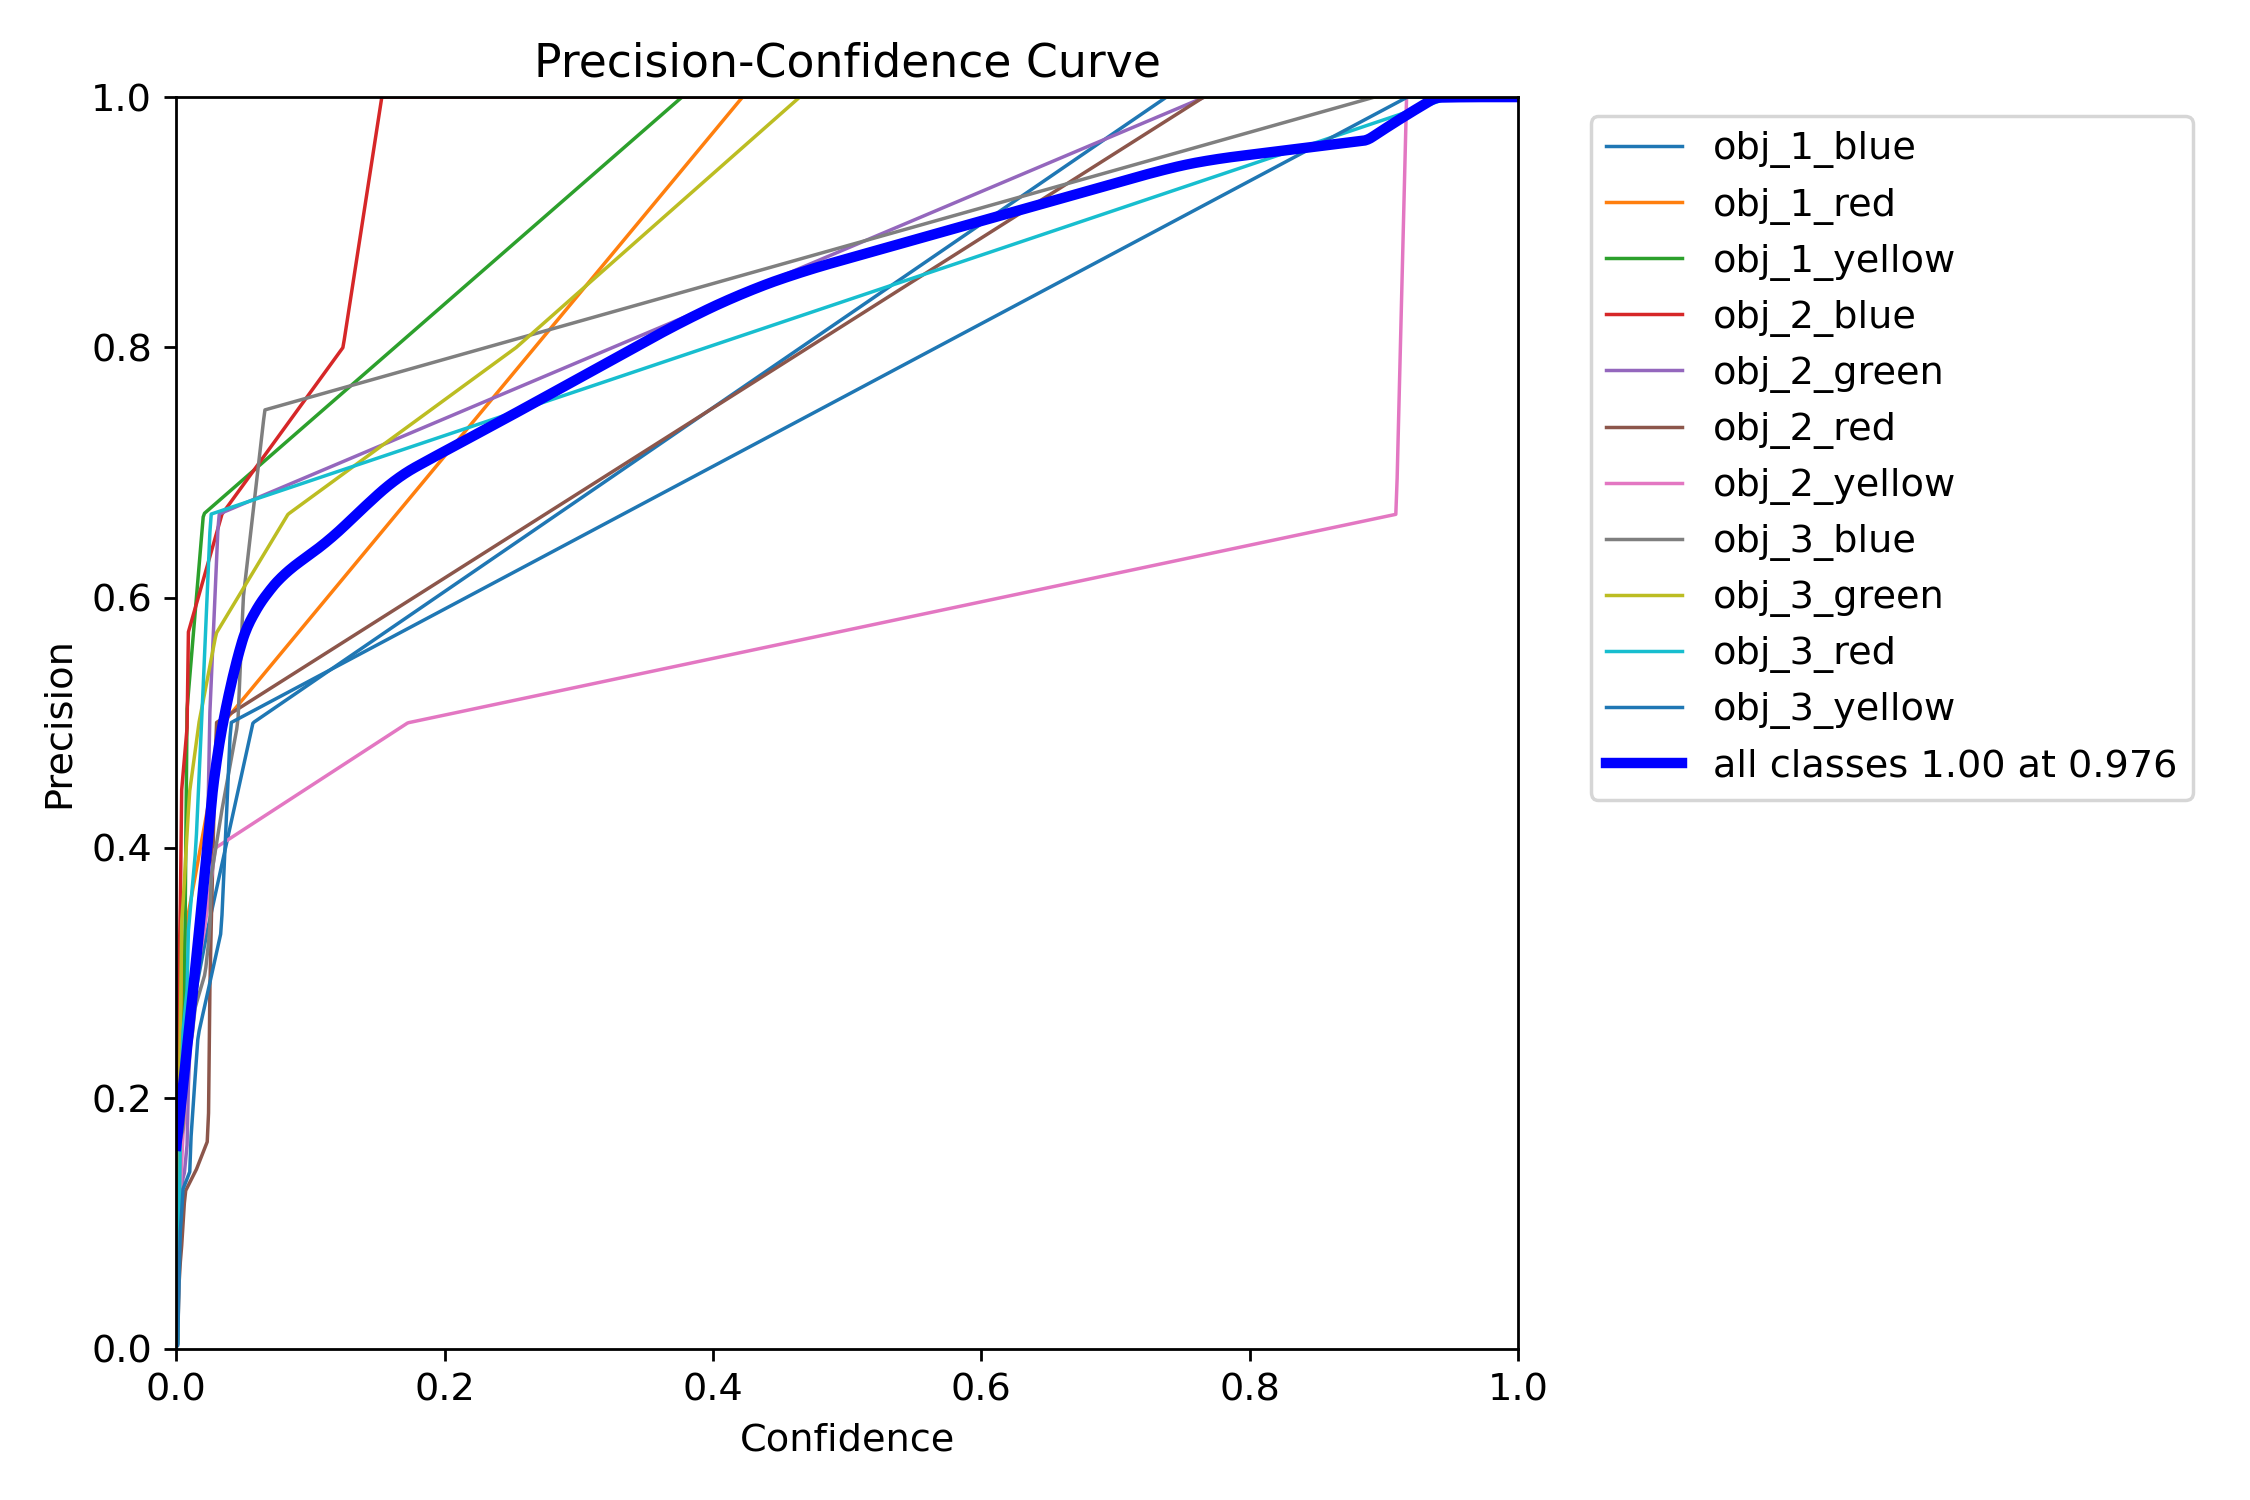 Precision-Confidence Curve
1.0
0.8
0.6
0.4
0.2
0.0
Precision
0.0 0.2 0.4 0.6 0.8 1.0
Confidence
obj_1_blue
obj_1_red
obj_1_yellow
obj_2_blue
obj_2_green
obj_2_red
obj_2_yellow
obj_3_blue
obj_3_green
obj_3_red
obj_3_yellow
all classes 1.00 at 0.976